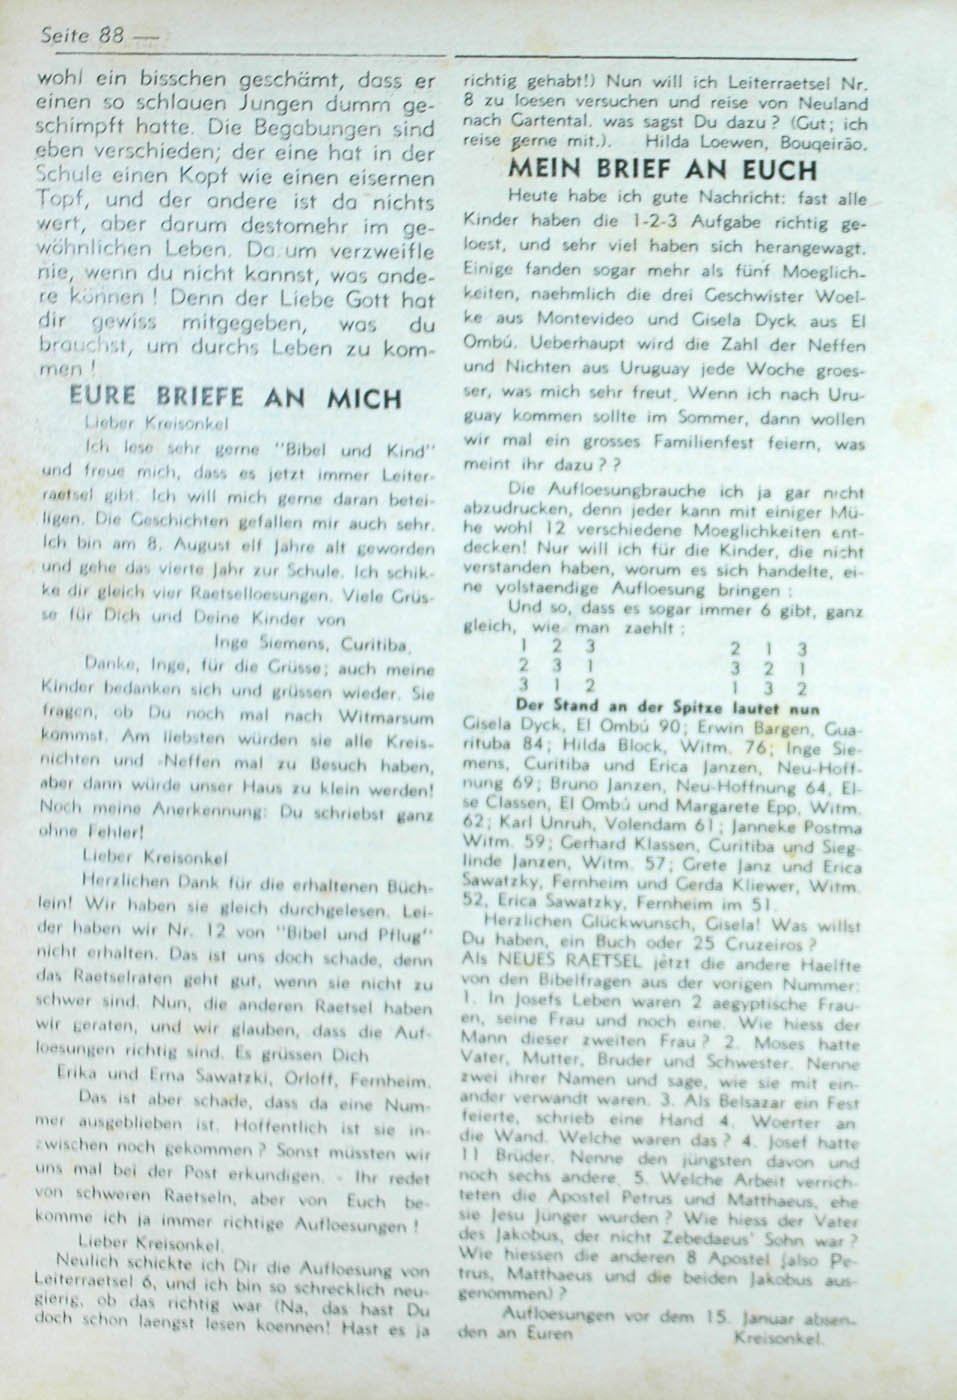 Seite 88 —
wohl ein bisschen geschämt, dass er
einen so schlauen Jungen dumm ge-
schimpft hatte. Die Begabungen sind
eben verschieden; der eine hat in der
Schule einen Kopf wie einen eisernen
Topf, und der andere ist da nichts
wert, aber darum destomehr im ge-
wöhnlichen Leben. Da um verzweifle
nie, wenn du nicht kannst, was ande-
re können! Denn der Liebe Gott hat
dir gewiss mitgegeben, was du
brauchst, um durchs Leben zu kom-
men!
EURE BRIEFE AN MICH
Lieber Kreisonkel
Ich lese sehr gerne "Bibel und Kind"
und freue mich, dass es jetzt immer Leiter-
raetsel gibt. Ich will mich gerne daran betei-
ligen. Die Geschichten gefallen mir auch sehr.
Ich bin am 8. August elf Jahre alt geworden
und gehe das vierte Jahr zur Schule. Ich schik-
ke dir gleich vier Raetselloesungen. Viele Grüs-
se für Dich und Deine Kinder von
Inge Siemens, Curitiba.
Danke, Inge, für die Grüsse; auch meine
Kinder bedanken sich und grüssen wieder. Sie
fragen, ob Du noch mal nach Witmarsum
kommst. Am liebsten würden sie alle Kreis-
nichten und -Neffen mal zu Besuch haben,
aber dann würde unser Haus zu klein werden!
Noch meine Anerkennung: Du schriebst ganz
ohne Fehler!
Lieber Kreisonkel
Herzlichen Dank für die erhaltenen Büch-
lein! Wir haben sie gleich durchgelesen. Lei-
der haben wir Nr. 12 von "Bibel und Pflug"
nicht erhalten. Das ist uns doch schade, denn
das Raetselraten geht gut, wenn sie nicht zu
schwer sind. Nun, die anderen Raetsel haben
wir geraten, und wir glauben, dass die Auf-
loesungen richtig sind. Es grüssen Dich
Erika und Erna Sawatzki, Orloff, Fernheim.
Das ist aber schade, dass da eine Num-
mer ausgeblieben ist. Hoffentlich ist sie in-
zwischen noch gekommen? Sonst müssten wir
uns mal bei der Post erkundigen. - Ihr redet
von schweren Raetseln, aber von Euch be-
komme ich ja immer richtige Aufloesungen!
Lieber Kreisonkel.
Neulich schickte ich Dir die Aufloesung von
Leiterraetsel 6, und ich bin so schrecklich neu-
gierig, ob das richtig war (Na, das hast Du
doch schon laengst lesen koennen! Hast es ja
richtig gehabt!) Nun will ich Leiterraetsel Nr.
8 zu loesen versuchen und reise von Neuland
nach Gartental. was sagst Du dazu? (Gut; ich
reise gerne mit.). Hilda Loewen, Bouqeirão.
MEIN BRIEF AN EUCH
Heute habe ich gute Nachricht: fast alle
Kinder haben die 1-2-3 Aufgabe richtig ge-
loest, und sehr viel haben sich herangewagt.
Einige fanden sogar mehr als fünf Moeglich-
keiten, naehmlich die drei Geschwister Woel-
ke aus Montevideo und Gisela Dyck aus El
Ombú. Ueberhaupt wird die Zahl der Neffen
und Nichten aus Uruguay jede Woche groes-
ser, was mich sehr freut. Wenn ich nach Uru-
guay kommen sollte im Sommer, dann wollen
wir mal ein grosses Familienfest feiern, was
meint ihr dazu??
Die Aufloesungbrauche ich ja gar nicht
abzudrucken, denn jeder kann mit einiger Mü-
he wohl 12 verschiedene Moeglichkeiten ent-
decken! Nur will ich für die Kinder, die nicht
verstanden haben, worum es sich handelte, ei-
ne volstaendige Aufloesung bringen:
Und so, dass es sogar immer 6 gibt, ganz
gleich, wie man zaehlt:
1 2 3 2 1 3
2 3 1 3 2 1
3 1 2 1 3 2
Der Stand an der Spitze lautet nun
Gisela Dyck, El Ombú 90; Erwin Bargen, Gua-
rituba 84; Hilda Block, Witm. 76; Inge Sie-
mens, Curitiba und Erica Janzen, Neu-Hoff-
nung 69; Bruno Janzen, Neu-Hoffnung 64, El-
se Classen, El Ombú und Margarete Epp, Witm.
62; Karl Unruh, Volendam 61; Janneke Postma
Witm. 59; Gerhard Klassen, Curitiba und Sieg-
linde Janzen, Witm. 57; Grete Janz und Erica
Sawatzky, Fernheim und Gerda Kliewer, Witm.
52, Erica Sawatzky, Fernheim im 51.
Herzlichen Glückwunsch, Gisela! Was willst
Du haben, ein Buch oder 25 Cruzeiros?
Als NEUES RAETSEL jetzt die andere Haelfte
von den Bibelfragen aus der vorigen Nummer:
1. In Josefs Leben waren 2 aegyptische Frau-
en, seine Frau und noch eine. Wie hiess der
Mann dieser zweiten Frau? 2. Moses hatte
Vater, Mutter, Bruder und Schwester. Nenne
zwei ihrer Namen und sage, wie sie mit ein-
ander verwandt waren. 3. Als Belsazar ein Fest
feierte, schrieb eine Hand 4. Woerter an
die Wand. Welche waren das? 4. Josef hatte
11 Brüder. Nenne den jüngsten davon und
noch sechs andere. 5. Welche Arbeit verrich-
teten die Apostel Petrus und Matthaeus, ehe
sie Jesu Jünger wurden? Wie hiess der Vater
des Jakobus, der nicht Zebedaeus' Sohn war?
Wie hiessen die anderen 8 Apostel (also Pe-
trus, Matthaeus und die beiden Jakobus aus-
genommen)?
Aufloesungen vor dem 15. Januar absen-
den an Euren Kreisonkel.